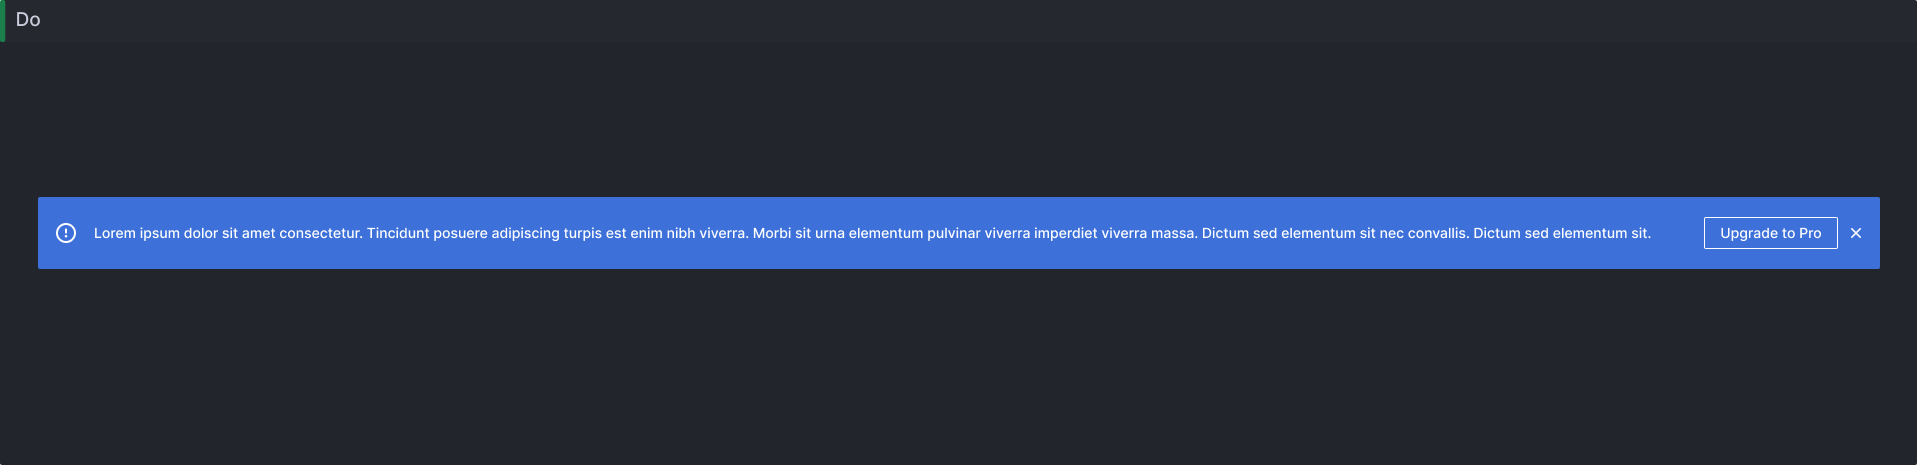 Do
Lorem ipsum dolor sit amet consectetur. Tincidunt posuere adipiscing turpis est enim nibh viverra. Morbi sit urna elementum pulvinar viverra imperdiet viverra massa. Dictum sed elementum sit nec convallis. Dictum sed elementum sit.
Upgrade to Pro